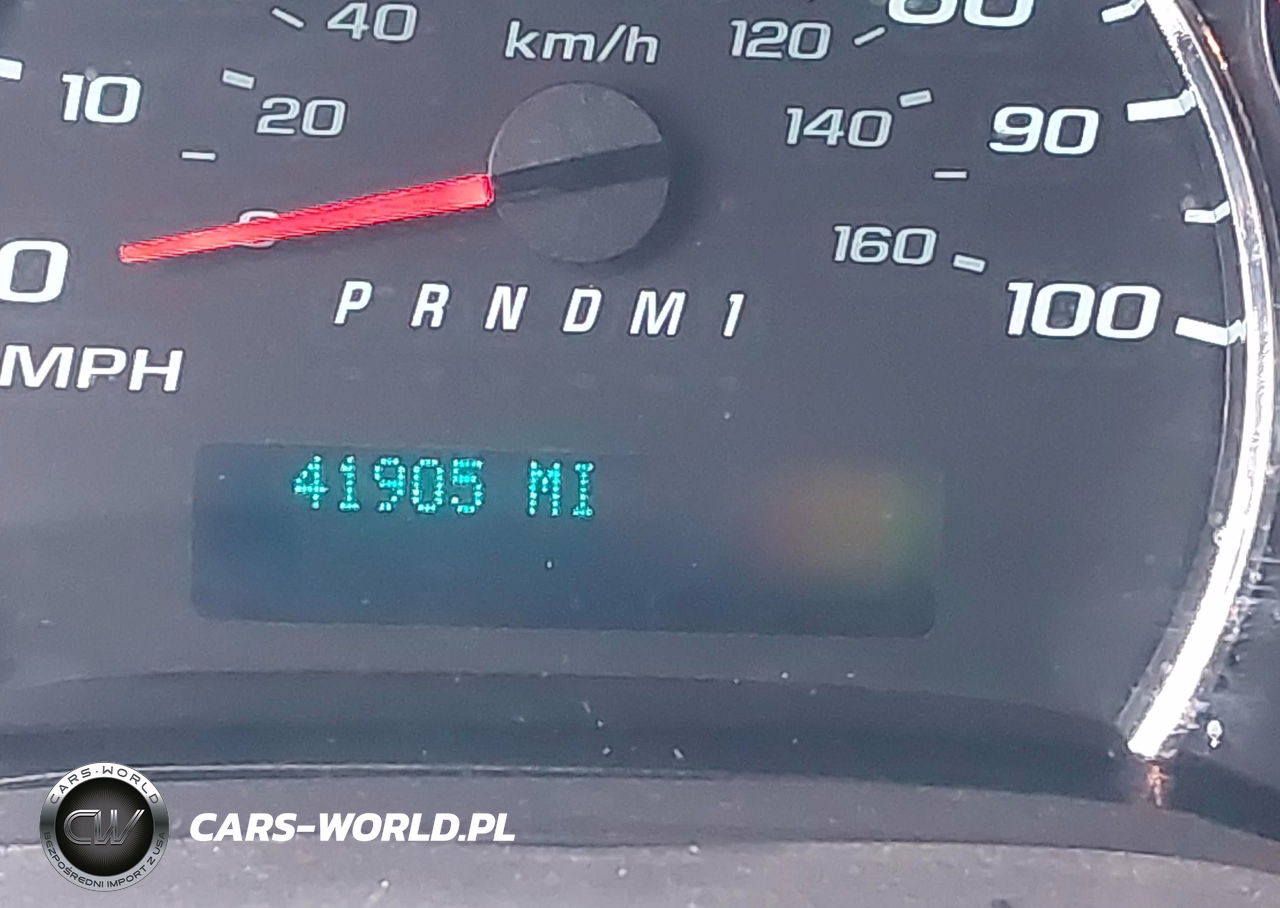 40 km/h 120 80
10 20 140 90
0 0 160 100
P R N D M 1
MPH
41905 MI
CARS-WORLD
CW
BEZPOŚREDNI IMPORT Z USA
CARS-WORLD.PL